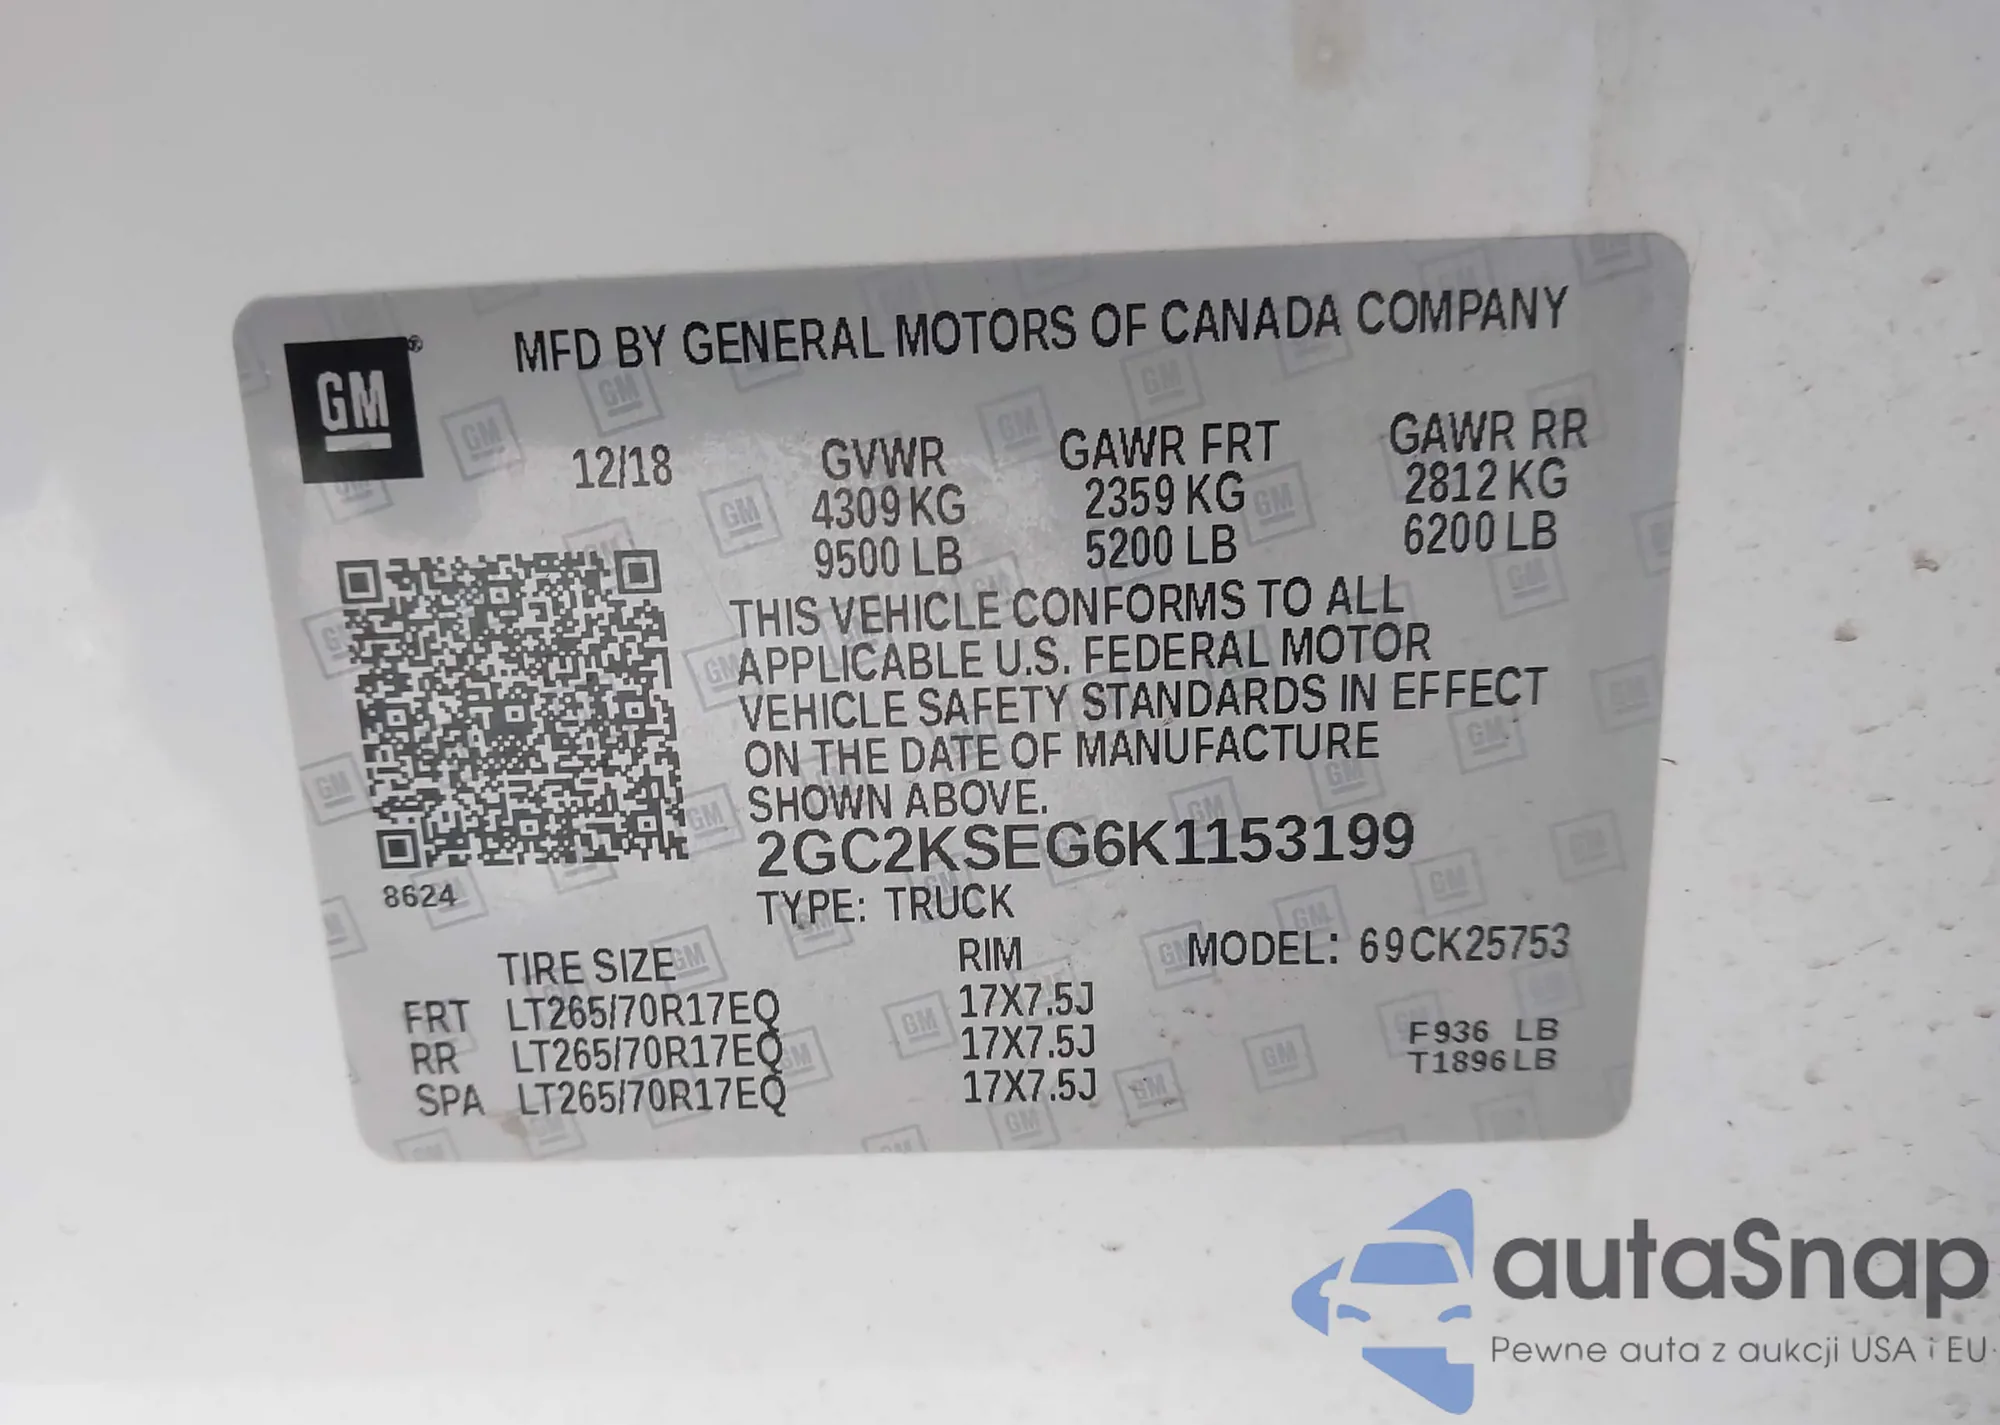 GM®
MFD BY GENERAL MOTORS OF CANADA COMPANY
12/18 GVWR GAWR FRT GAWR RR
4309 KG 2359 KG 2812 KG
9500 LB 5200 LB 6200 LB
THIS VEHICLE CONFORMS TO ALL
APPLICABLE U.S. FEDERAL MOTOR
VEHICLE SAFETY STANDARDS IN EFFECT
ON THE DATE OF MANUFACTURE
SHOWN ABOVE.
2GC2KSEG6K1153199
8624
TYPE: TRUCK
TIRE SIZE RIM MODEL: 69CK25753
FRT LT265/70R17EQ 17X7.5J
RR LT265/70R17EQ 17X7.5J
SPA LT265/70R17EQ 17X7.5J
F936 LB
T1896LB
autaSnap
Pewne auta z aukcji USA i EU